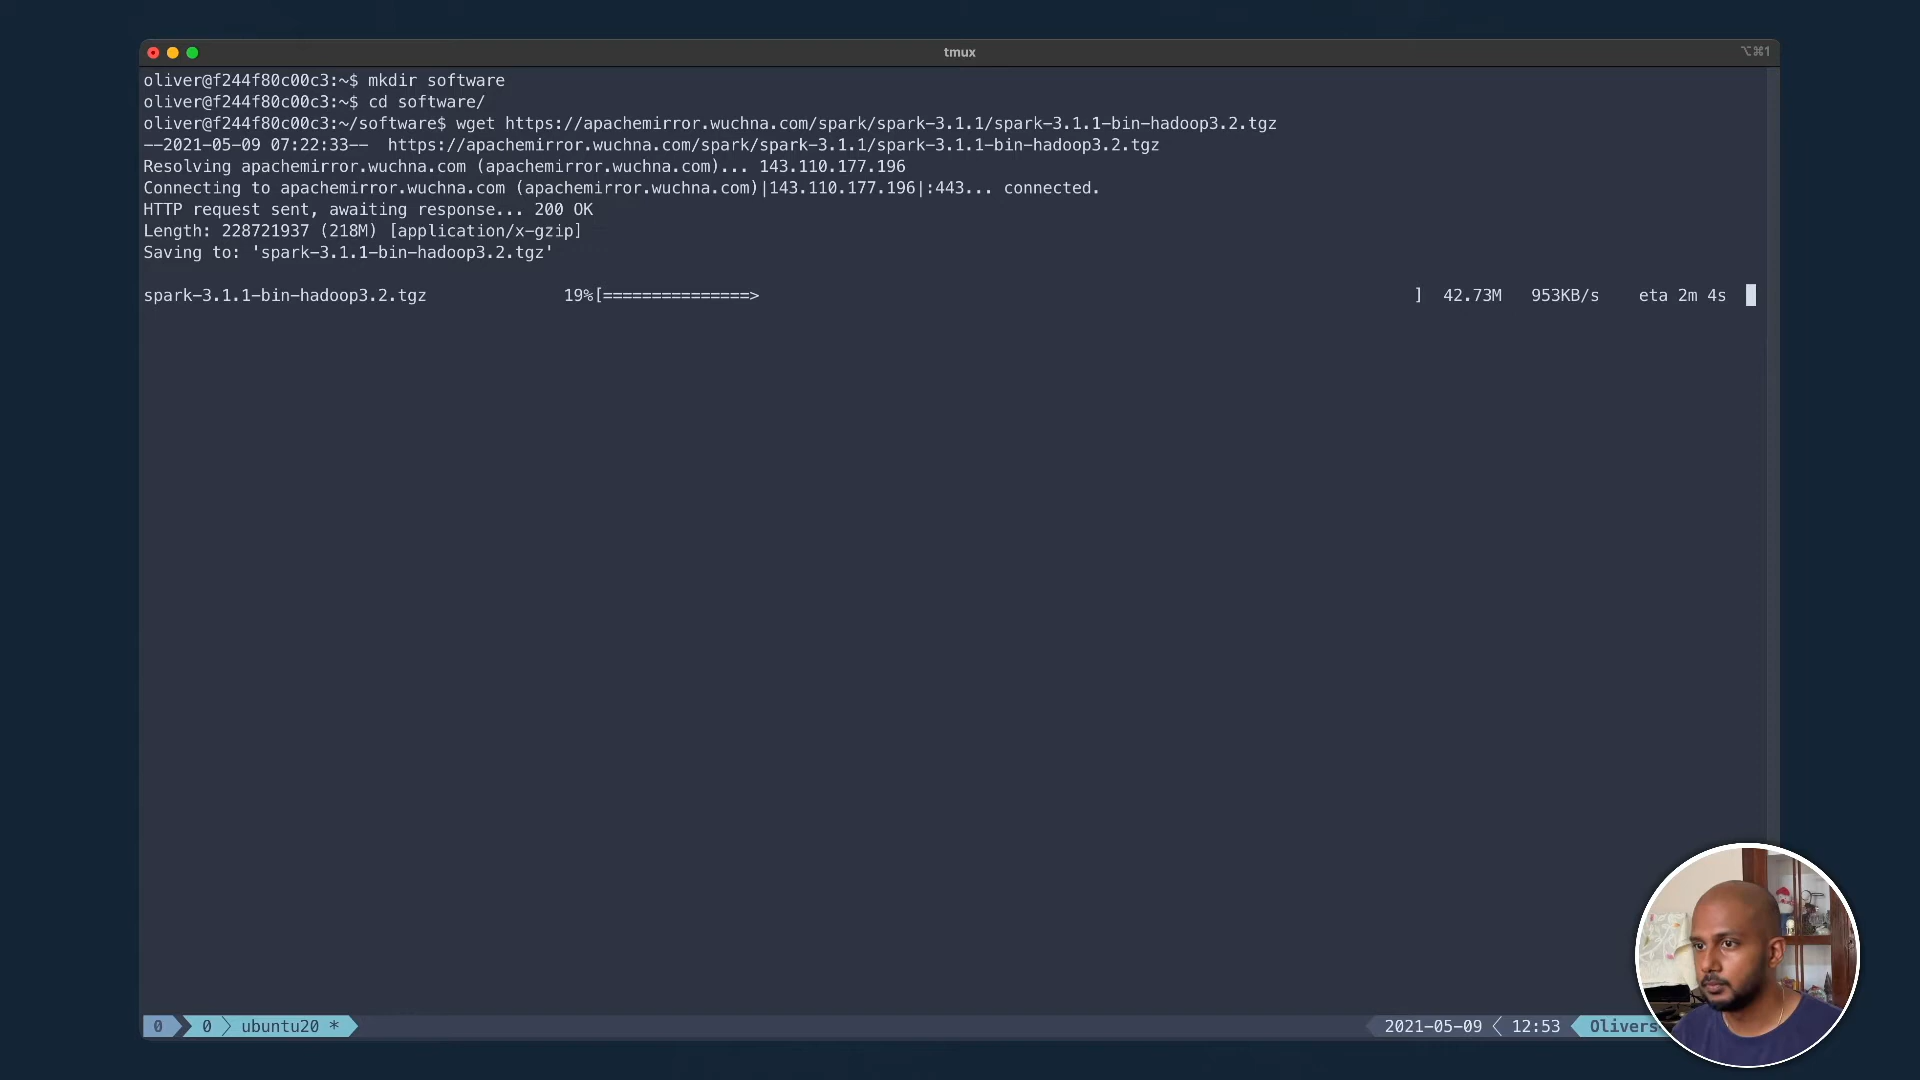 tmux
⌥⌘1
oliver@f244f80c00c3:~$ mkdir software
oliver@f244f80c00c3:~$ cd software/
oliver@f244f80c00c3:~/software$ wget https://apachemirror.wuchna.com/spark/spark-3.1.1/spark-3.1.1-bin-hadoop3.2.tgz
--2021-05-09 07:22:33--  https://apachemirror.wuchna.com/spark/spark-3.1.1/spark-3.1.1-bin-hadoop3.2.tgz
Resolving apachemirror.wuchna.com (apachemirror.wuchna.com)... 143.110.177.196
Connecting to apachemirror.wuchna.com (apachemirror.wuchna.com)|143.110.177.196|:443... connected.
HTTP request sent, awaiting response... 200 OK
Length: 228721937 (218M) [application/x-gzip]
Saving to: 'spark-3.1.1-bin-hadoop3.2.tgz'
spark-3.1.1-bin-hadoop3.2.tgz 19%[===============> ] 42.73M 953KB/s eta 2m 4s
0 0 ubuntu20 * 2021-05-09 12:53 Olivers